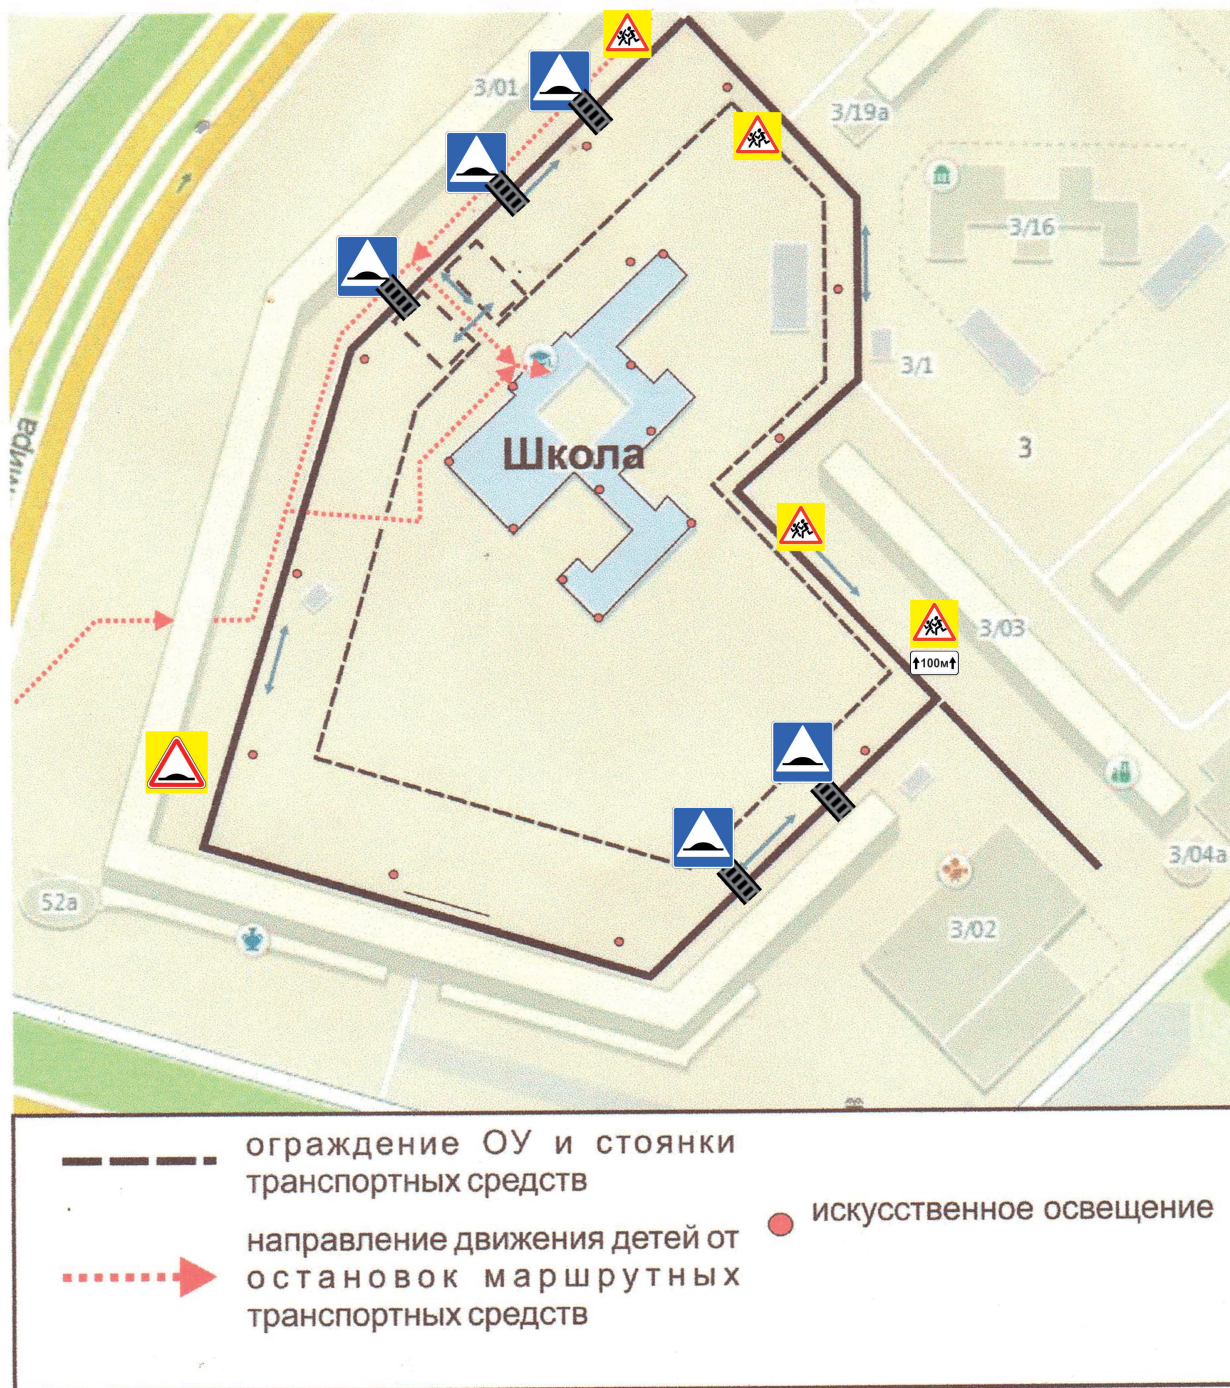 3/01
3/19а
3/16
3/1
3
Мира
Школа
3/03
100м
3/04а
3/02
52а
ограждение ОУ и стоянки
транспортных средств
искусственное освещение
направление движения детей от
остановок маршрутных
транспортных средств